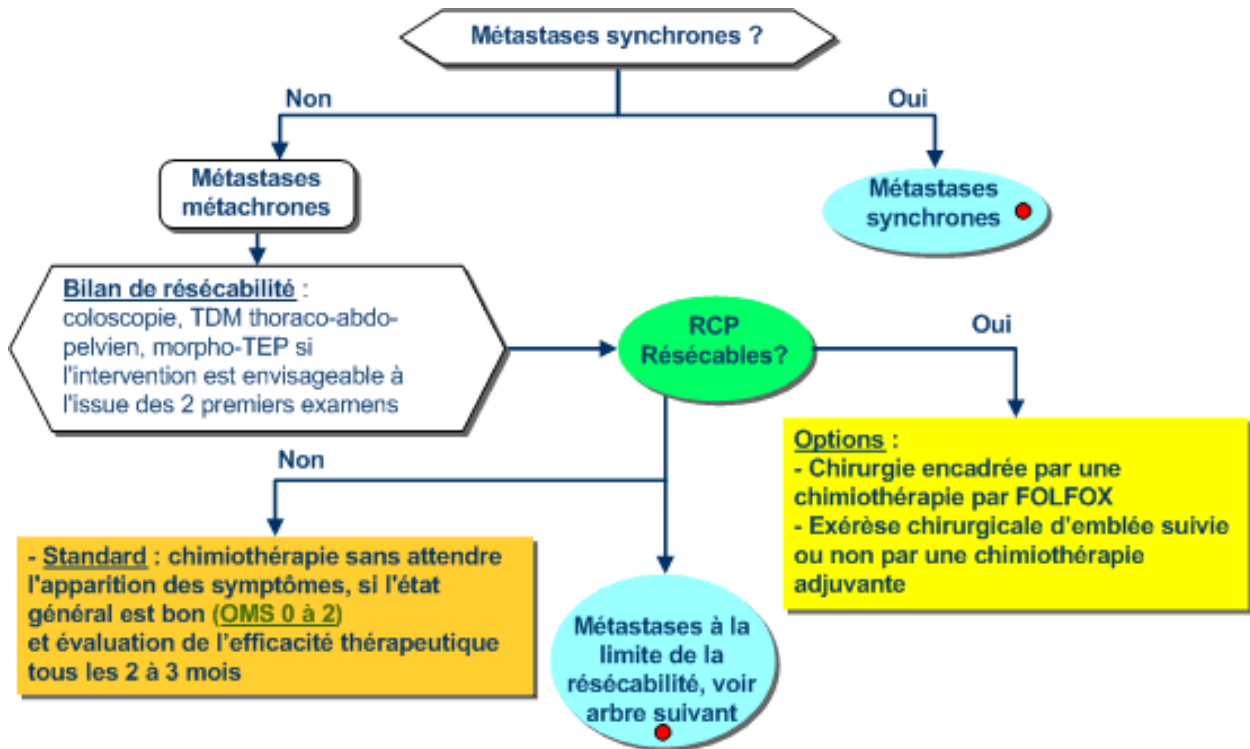 Métastases synchrones ?
Non
Oui
Métastases
métachrones
Métastases
synchrones
Bilan de résécabilité :
coloscopie, TDM thoraco-abdo-
pelvien, morpho-TEP si
l'intervention est envisageable à
l'issue des 2 premiers examens
RCP
Résécables?
Oui
Non
Options :
- Chirurgie encadrée par une
chimiothérapie par FOLFOX
- Exérèse chirurgicale d'emblée suivie
ou non par une chimiothérapie
adjuvante
- Standard : chimiothérapie sans attendre
l'apparition des symptômes, si l'état
général est bon (OMS 0 à 2)
et évaluation de l'efficacité thérapeutique
tous les 2 à 3 mois
Métastases à la
limite de la
résécabilité, voir
arbre suivant